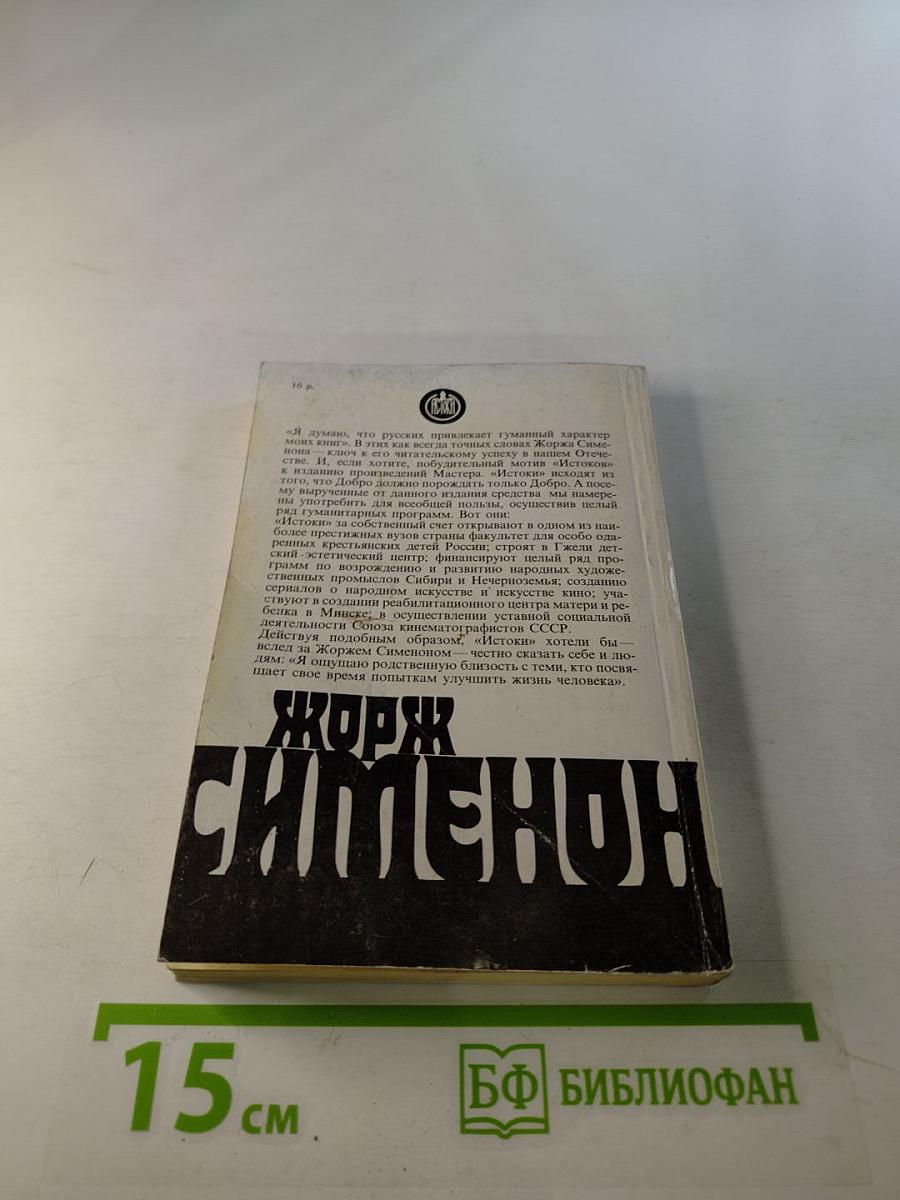 10 р.
ИСТОКИ
«Я думаю, что русских привлекает гуманный характер
моих книг». В этих как всегда точных словах Жоржа Симе-
нона — ключ к его читательскому успеху в нашем Отече-
стве. И, если хотите, побудительный мотив «Истоков»
к изданию произведений Мастера. «Истоки» исходят из
того, что Добро должно порождать только Добро. А посе-
му вырученные от данного издания средства мы намере-
ны употребить для всеобщей пользы, осуществив целый
ряд гуманитарных программ. Вот они:
«Истоки» за собственный счет открывают в одном из наи-
более престижных вузов страны факультет для особо ода-
ренных крестьянских детей России; строят в Гжели дет-
ский эстетический центр; финансируют целый ряд про-
грамм по возрождению и развитию народных художе-
ственных промыслов Сибири и Нечерноземья; созданию
сериалов о народном искусстве и искусстве кино; уча-
ствуют в создании реабилитационного центра матери и ре-
бенка в Минске; в осуществлении уставной социальной
деятельности Союза кинематографистов СССР.
Действуя подобным образом, «Истоки» хотели бы —
вслед за Жоржем Сименоном — честно сказать себе и лю-
дям: «Я ощущаю родственную близость с теми, кто посвя-
щает свое время попыткам улучшить жизнь человека».
ЖОРЖ
СИМЕНОН
15 см
БФ БИБЛИОФАН